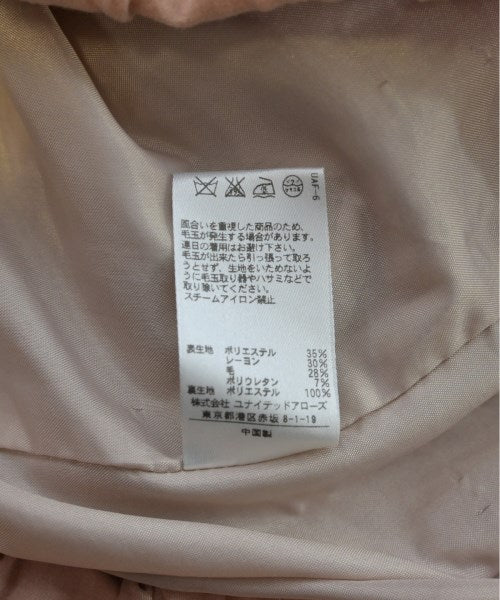 UAF-6
風合いを重視した商品のため、
毛玉が発生する場合があります。
連日の着用はお避け下さい。
毛玉が出来たら引っ張って取ろ
うとせず、生地をいためないよ
うに毛玉取り器やハサミなどで
取り除いてください。
スチームアイロン禁止
表生地 ポリエステル 35%
レーヨン 30%
毛 28%
ポリウレタン 7%
裏生地 ポリエステル 100%
株式会社 ユナイテッドアローズ
東京都港区赤坂 8-1-19
中国製